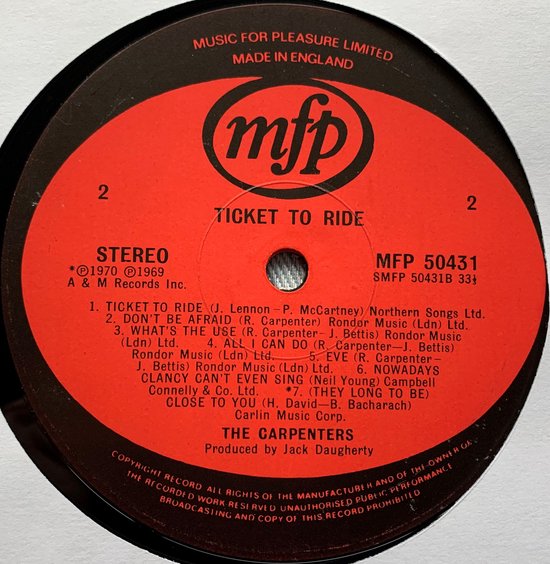 MUSIC FOR PLEASURE LIMITED
MADE IN ENGLAND
mfp
2
2
TICKET TO RIDE
STEREO
*Ⓟ1970 Ⓟ1969
A & M Records Inc.
MFP 50431
SMFP 50431B 33⅓
1. TICKET TO RIDE (J. Lennon–P. McCartney) Northern Songs Ltd.
2. DON'T BE AFRAID (R. Carpenter) Rondor Music (Ldn) Ltd.
3. WHAT'S THE USE (R. Carpenter–J. Bettis) Rondor Music
(Ldn) Ltd. 4. ALL I CAN DO (R. Carpenter–J. Bettis)
Rondor Music (Ldn) Ltd. 5. EVE (R. Carpenter–
J. Bettis) Rondor Music (Ldn) Ltd. 6. NOWADAYS
CLANCY CAN'T EVEN SING (Neil Young) Campbell
Connelly & Co. Ltd. *7. (THEY LONG TO BE)
CLOSE TO YOU (H. David–B. Bacharach)
Carlin Music Corp.
THE CARPENTERS
Produced by Jack Daugherty
COPYRIGHT RECORD ALL RIGHTS OF THE MANUFACTURER AND OF THE OWNER OF
THE RECORDED WORK RESERVED UNAUTHORISED PUBLIC PERFORMANCE
BROADCASTING AND COPY OF THIS RECORD PROHIBITED